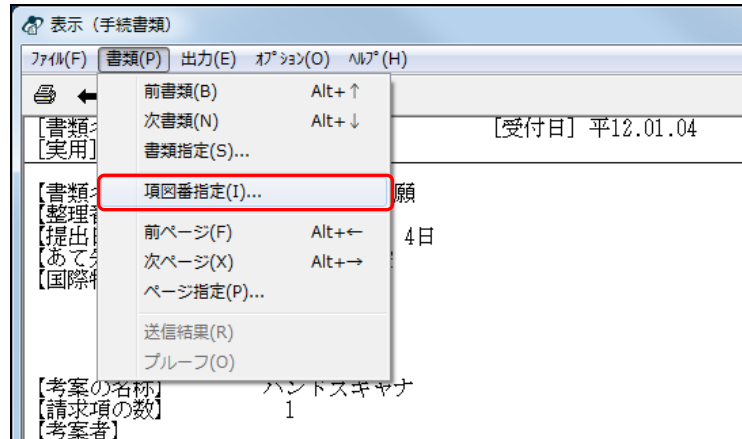 表示（手続書類）
ファイル(F) 書類(P) 出力(E) オプション(O) ヘルプ(H)
前書類(B) Alt+↑
次書類(N) Alt+↓
書類指定(S)...
項図番指定(I)...
前ページ(F) Alt+←
次ページ(X) Alt+→
ページ指定(P)...
送信結果(R)
プルーフ(O)
[書類 [受付日] 平12.01.04
[実用]
【書類 願
【整理
【提出 4日
【あて
【国際
【考案の名称】 ハンドスキャナ
【請求項の数】 1
【考案者】